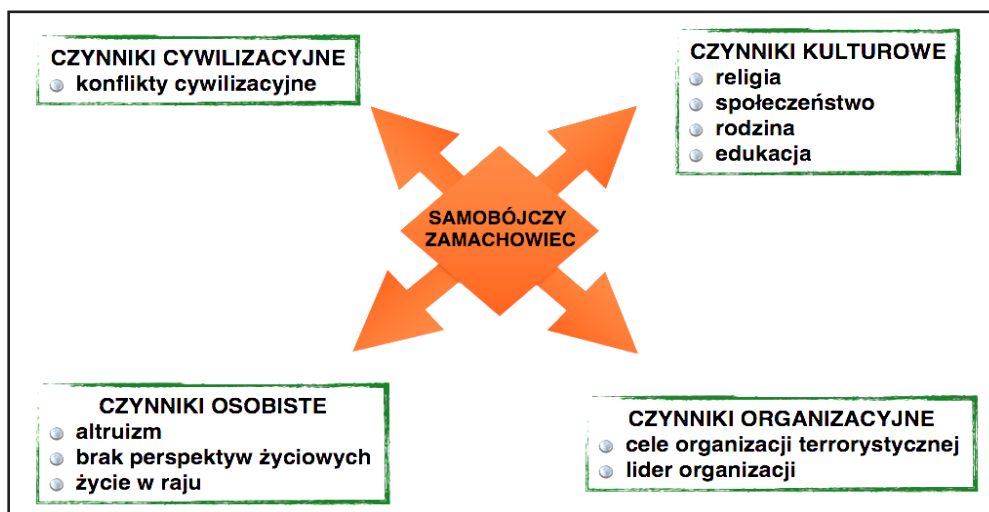 CZYNNIKI CYWILIZACYJNE
konflikty cywilizacyjne
CZYNNIKI KULTUROWE
religia
społeczeństwo
rodzina
edukacja
SAMOBÓJCZY
ZAMACHOWIEC
CZYNNIKI OSOBISTE
altruizm
brak perspektyw życiowych
życie w raju
CZYNNIKI ORGANIZACYJNE
cele organizacji terrorystycznej
lider organizacji